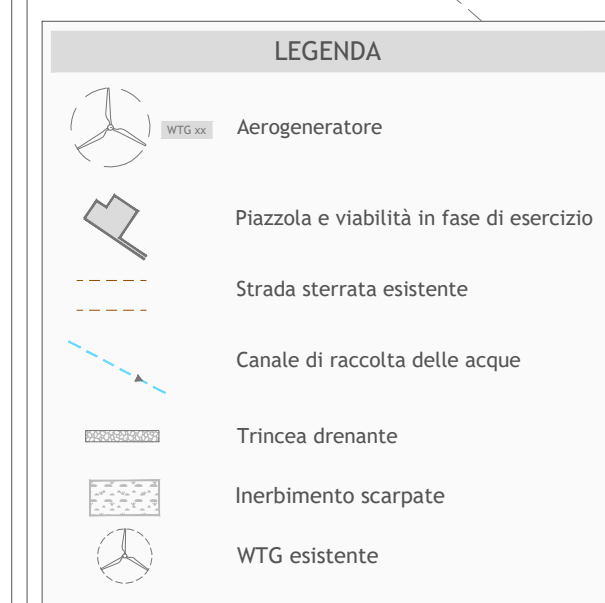 LEGENDA
WTG xx
Aerogeneratore
Piazzola e viabilità in fase di esercizio
Strada sterrata esistente
Canale di raccolta delle acque
Trincea drenante
Inerbimento scarpate
WTG esistente